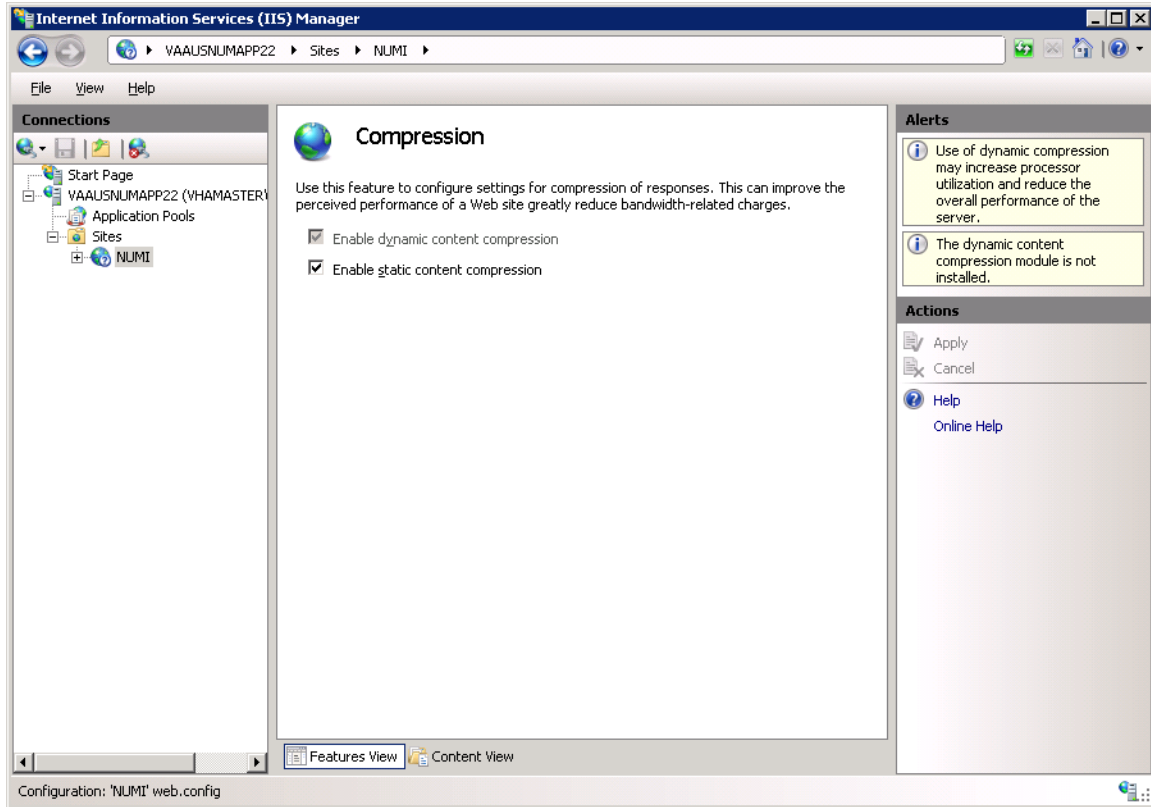 Internet Information Services (IIS) Manager
VAAUSNUMAPP22 Sites NUMI
File View Help
Connections
Start Page
VAAUSNUMAPP22 (VHAMASTER\
Application Pools
Sites
NUMI
Compression
Use this feature to configure settings for compression of responses. This can improve the
perceived performance of a Web site greatly reduce bandwidth-related charges.
Enable dynamic content compression
Enable static content compression
Features View Content View
Alerts
Use of dynamic compression
may increase processor
utilization and reduce the
overall performance of the
server.
The dynamic content
compression module is not
installed.
Actions
Apply
Cancel
Help
Online Help
Configuration: 'NUMI' web.config